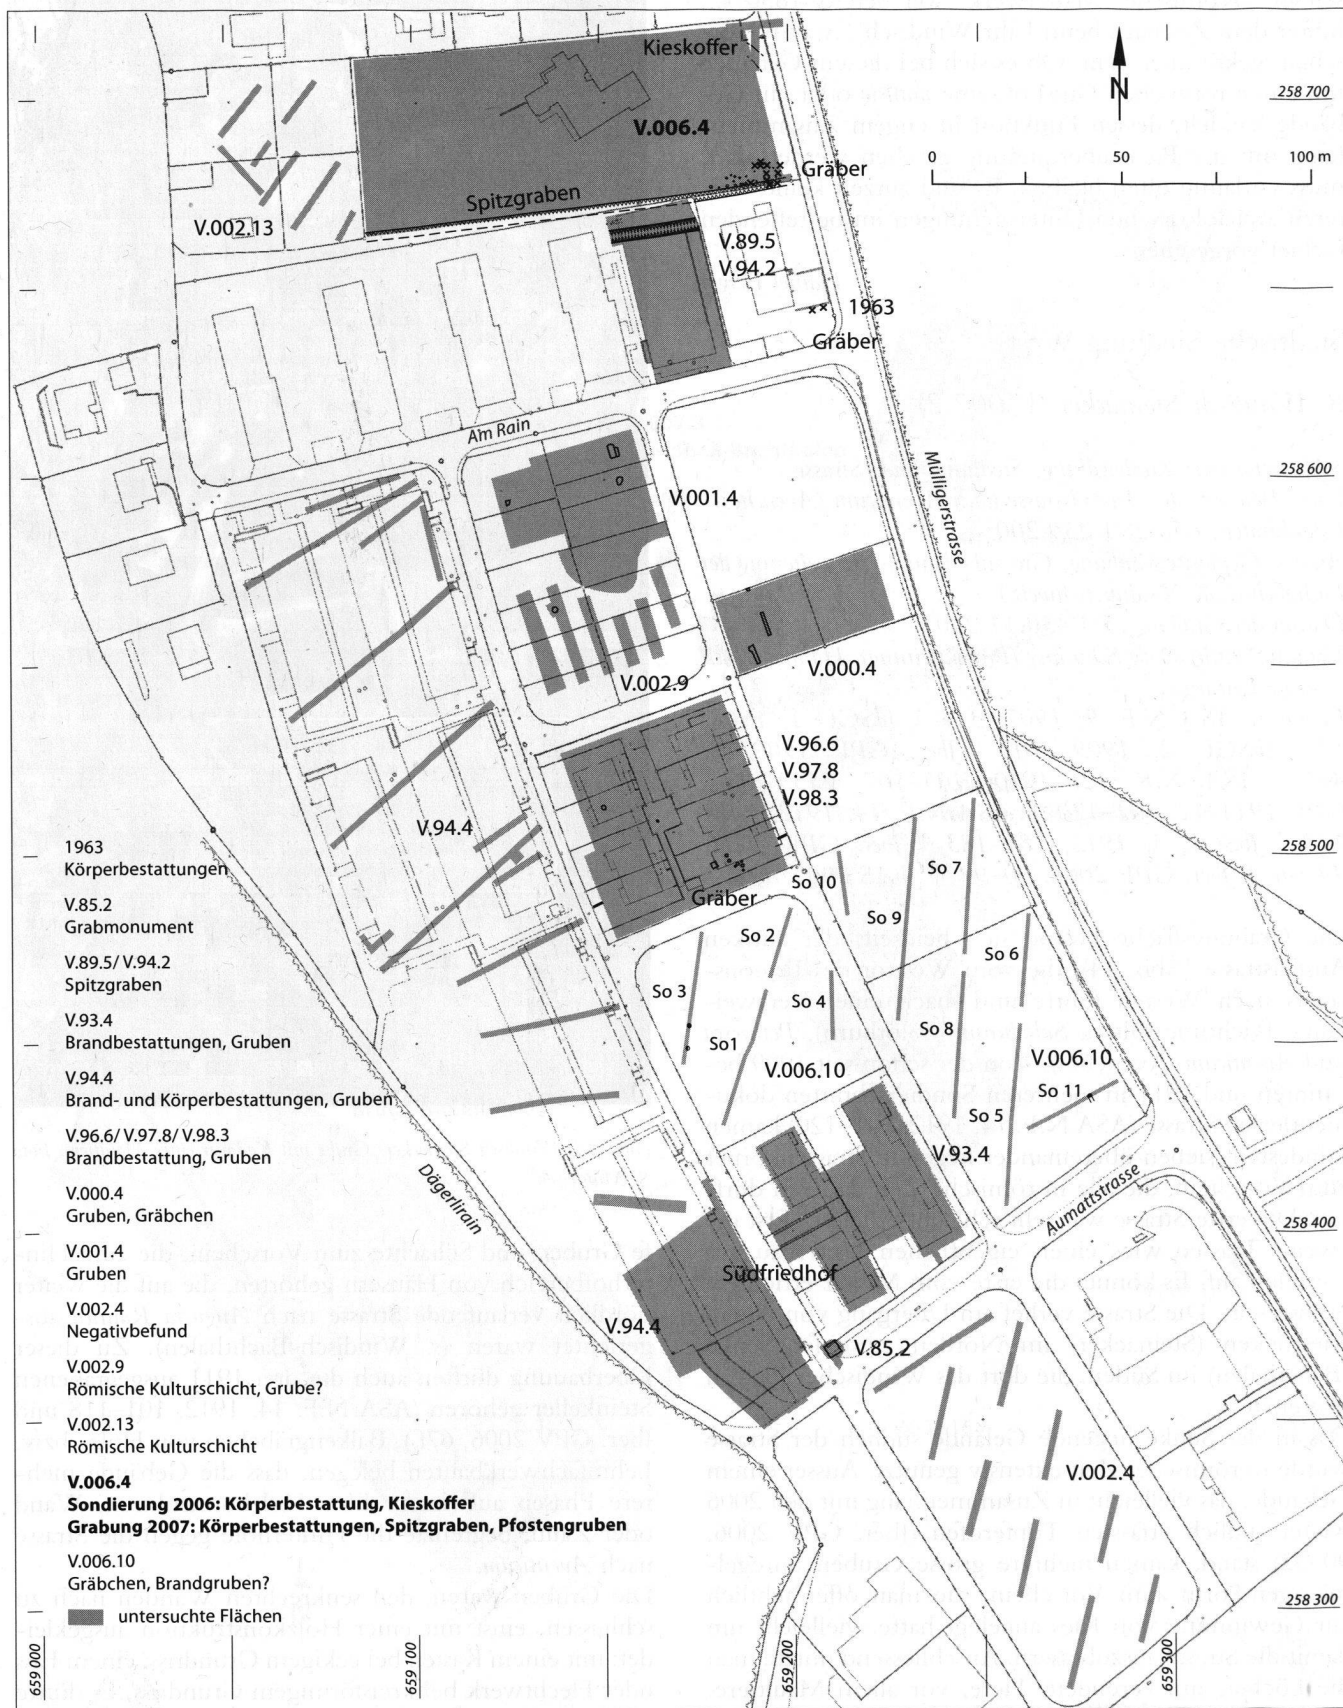 Kieskoffer
N
258 700
V.006.4
0 50 100 m
Gräber
Spitzgraben
V.002.13
V.89.5
V.94.2
1963
Gräber
Am Rain
Mülligerstrasse
258 600
V.001.4
V.000.4
V.002.9
V.96.6
V.97.8
V.98.3
V.94.4
258 500
So 7
So 10
Gräber
So 9
So 2
So 6
So 3
So 4
So 8
So1
V.006.10
V.006.10
So 11
So 5
V.93.4
Aumattstrasse
Dägerlirain
258 400
Südfriedhof
V.94.4
V.85.2
V.002.4
258 300
1963
Körperbestattungen
V.85.2
Grabmonument
V.89.5/ V.94.2
Spitzgraben
V.93.4
Brandbestattungen, Gruben
V.94.4
Brand- und Körperbestattungen, Gruben
V.96.6/ V.97.8/ V.98.3
Brandbestattung, Gruben
V.000.4
Gruben, Gräbchen
V.001.4
Gruben
V.002.4
Negativbefund
V.002.9
Römische Kulturschicht, Grube?
V.002.13
Römische Kulturschicht
V.006.4
Sondierung 2006: Körperbestattung, Kieskoffer
Grabung 2007: Körperbestattungen, Spitzgraben, Pfostengruben
V.006.10
Gräbchen, Brandgruben?
untersuchte Flächen
659 000
659 100
659 200
659 300